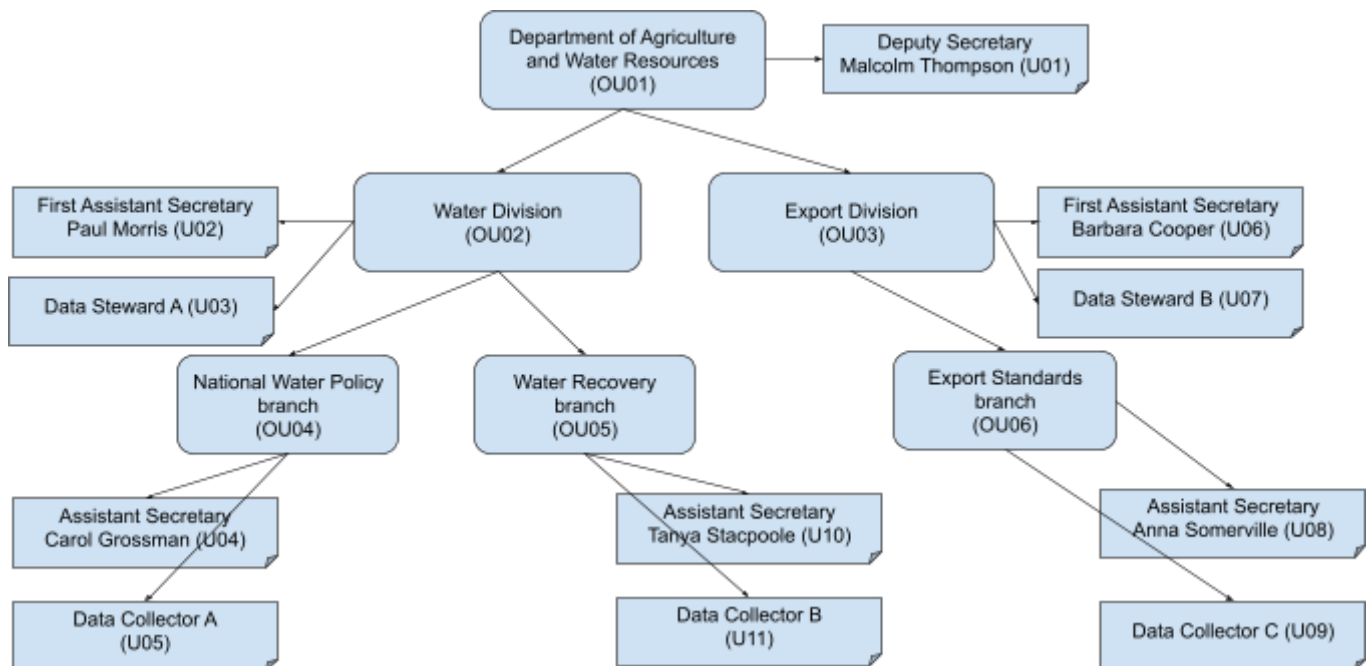 Department of Agriculture
and Water Resources
(OU01)
Deputy Secretary
Malcolm Thompson (U01)
First Assistant Secretary
Paul Morris (U02)
Water Division
(OU02)
Export Division
(OU03)
First Assistant Secretary
Barbara Cooper (U06)
Data Steward A (U03)
Data Steward B (U07)
National Water Policy
branch
(OU04)
Water Recovery
branch
(OU05)
Export Standards
branch
(OU06)
Assistant Secretary
Carol Grossman (U04)
Assistant Secretary
Tanya Stacpoole (U10)
Assistant Secretary
Anna Somerville (U08)
Data Collector A
(U05)
Data Collector B
(U11)
Data Collector C (U09)